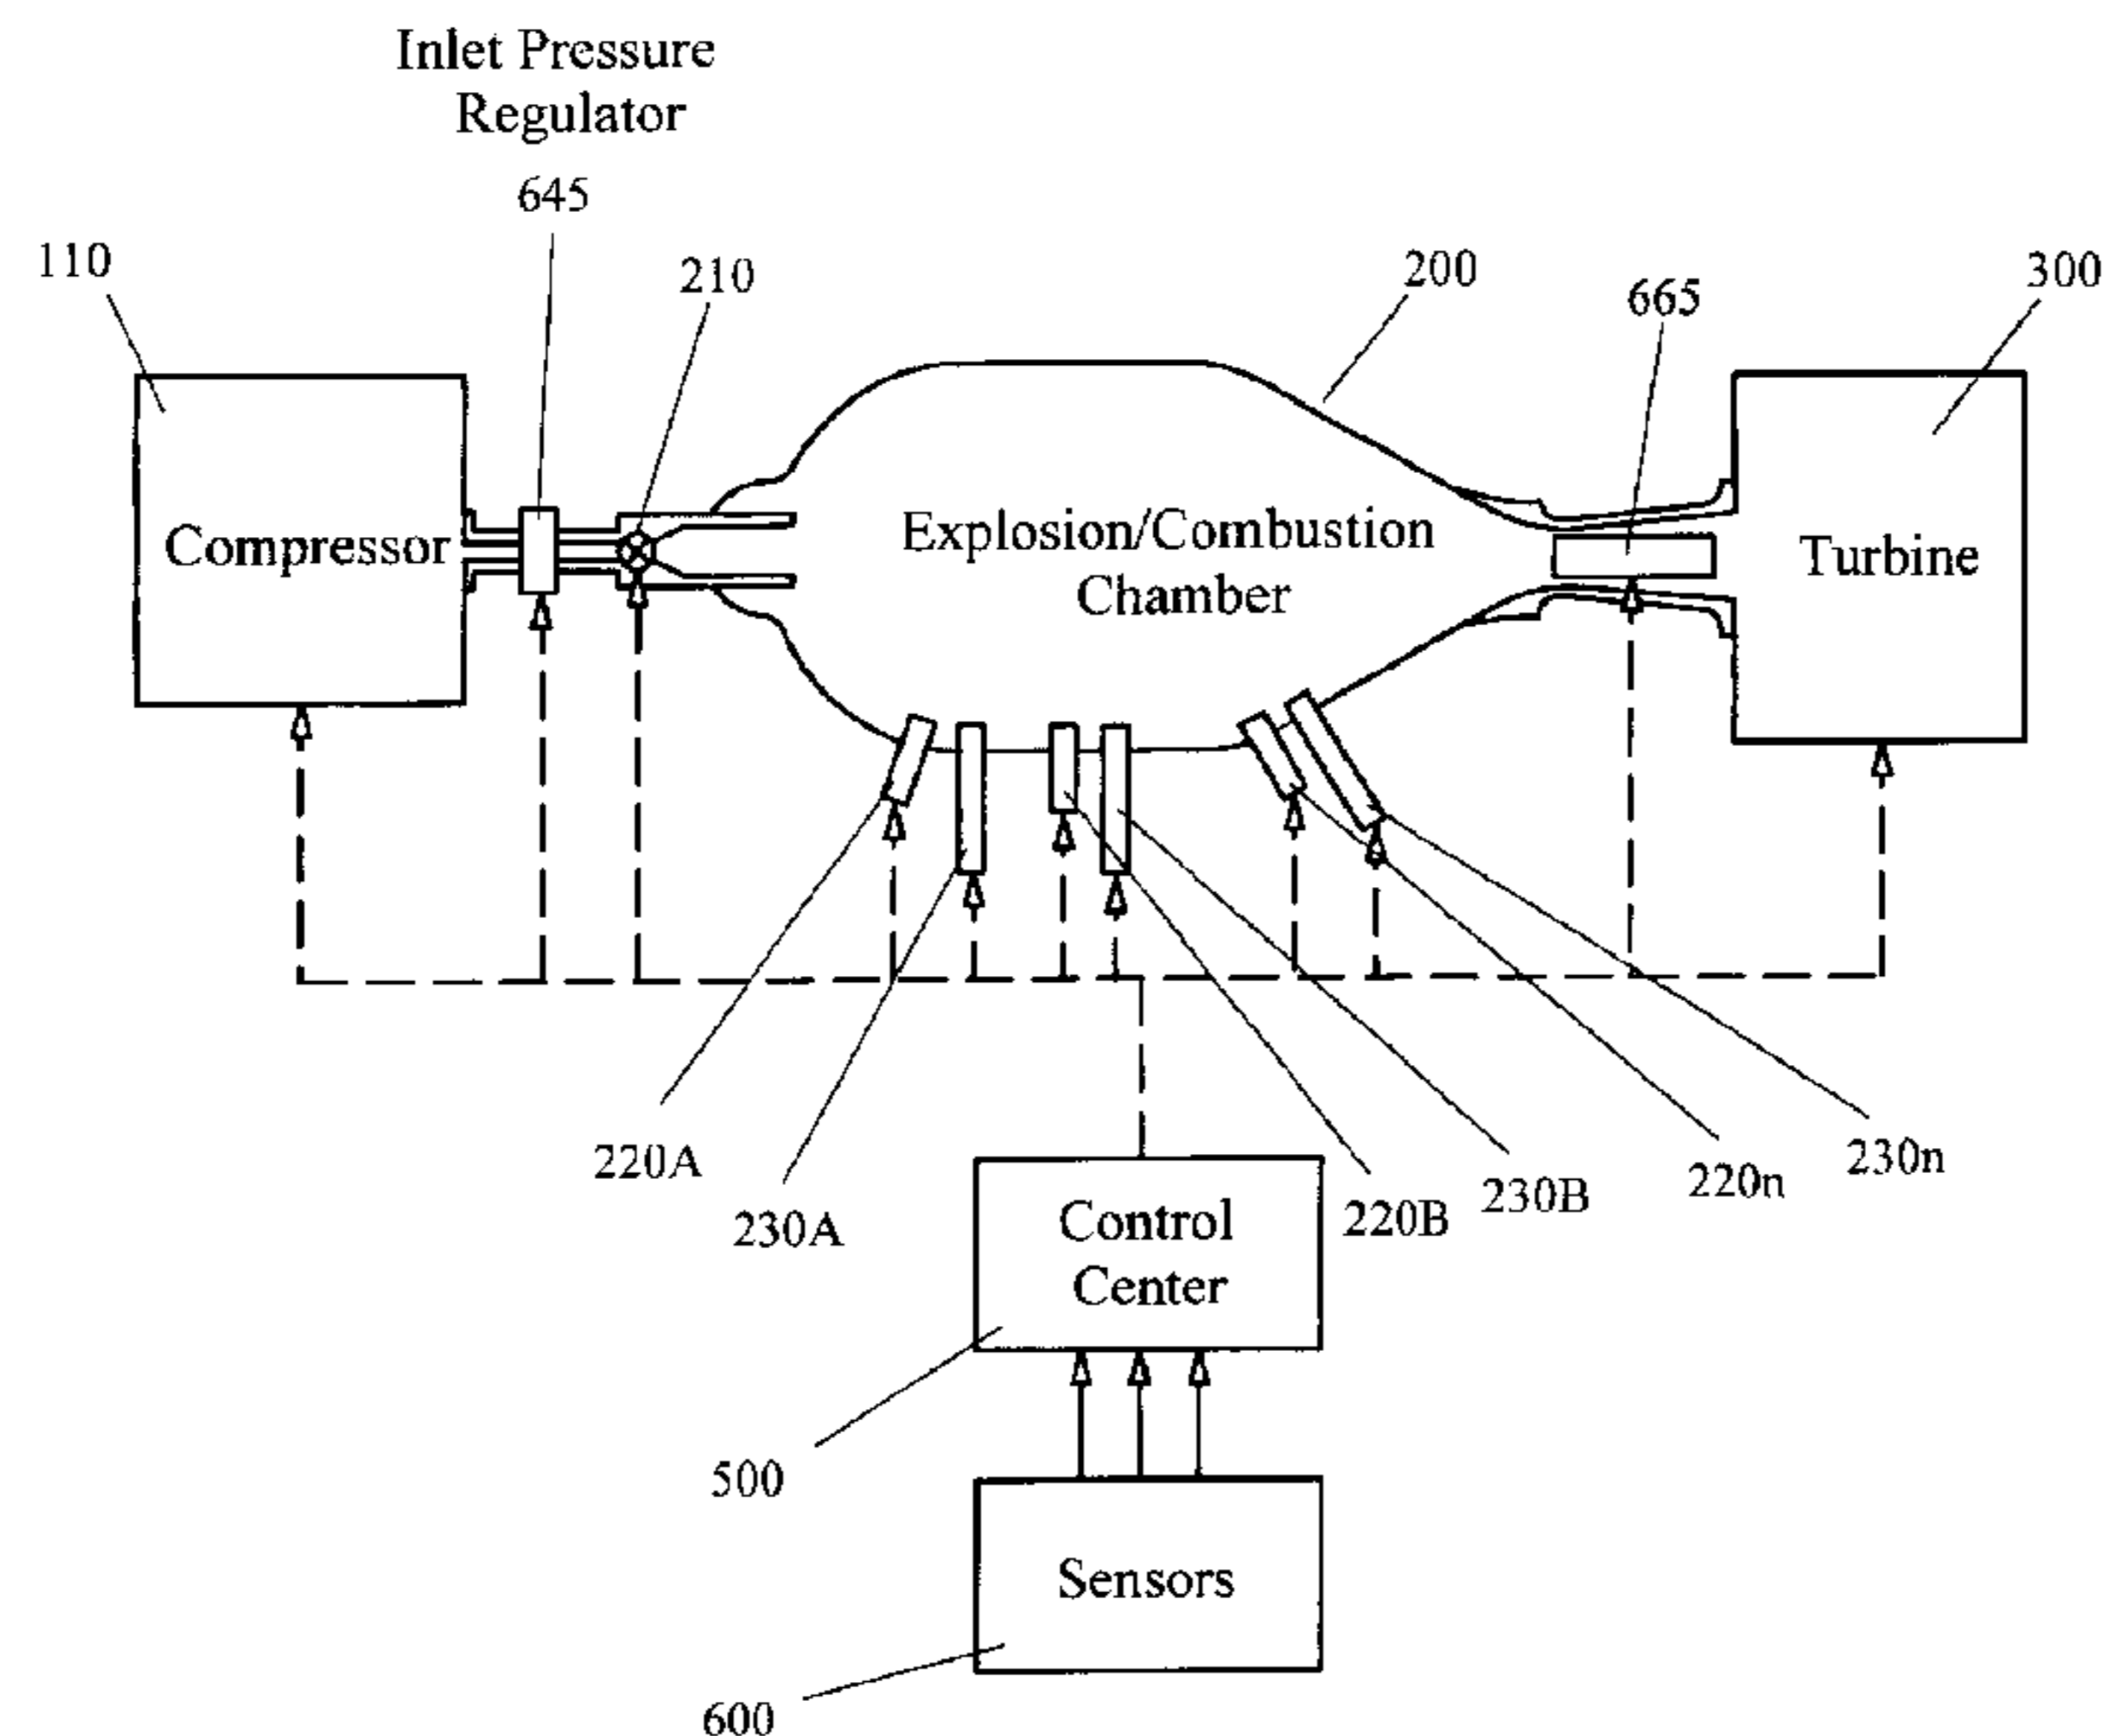 Inlet Pressure
Regulator
645
110
210
200
665
300
Compressor
Explosion/Combustion
Chamber
Turbine
220A
230A
220B
230B
220n
230n
Control
Center
500
Sensors
600